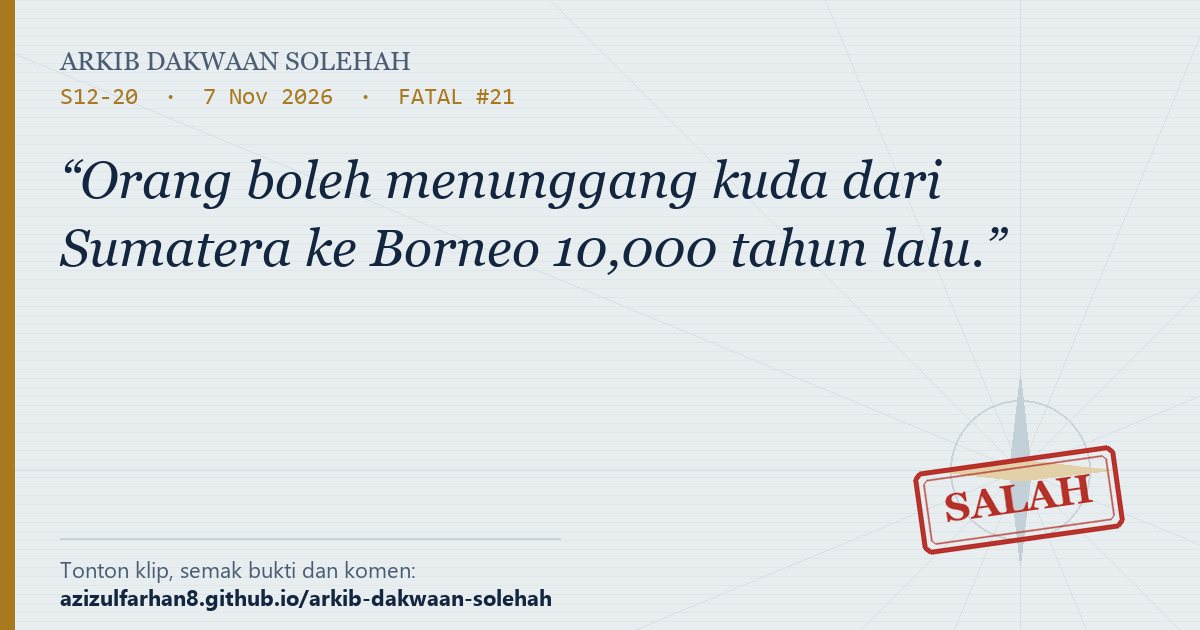 ARKIB DAKWAAN SOLEHAH
S12-20 · 7 Nov 2026 · FATAL #21
“Orang boleh menunggang kuda dari
Sumatera ke Borneo 10,000 tahun lalu.”
SALAH
Tonton klip, semak bukti dan komen:
azizulfarhan8.github.io/arkib-dakwaan-solehah